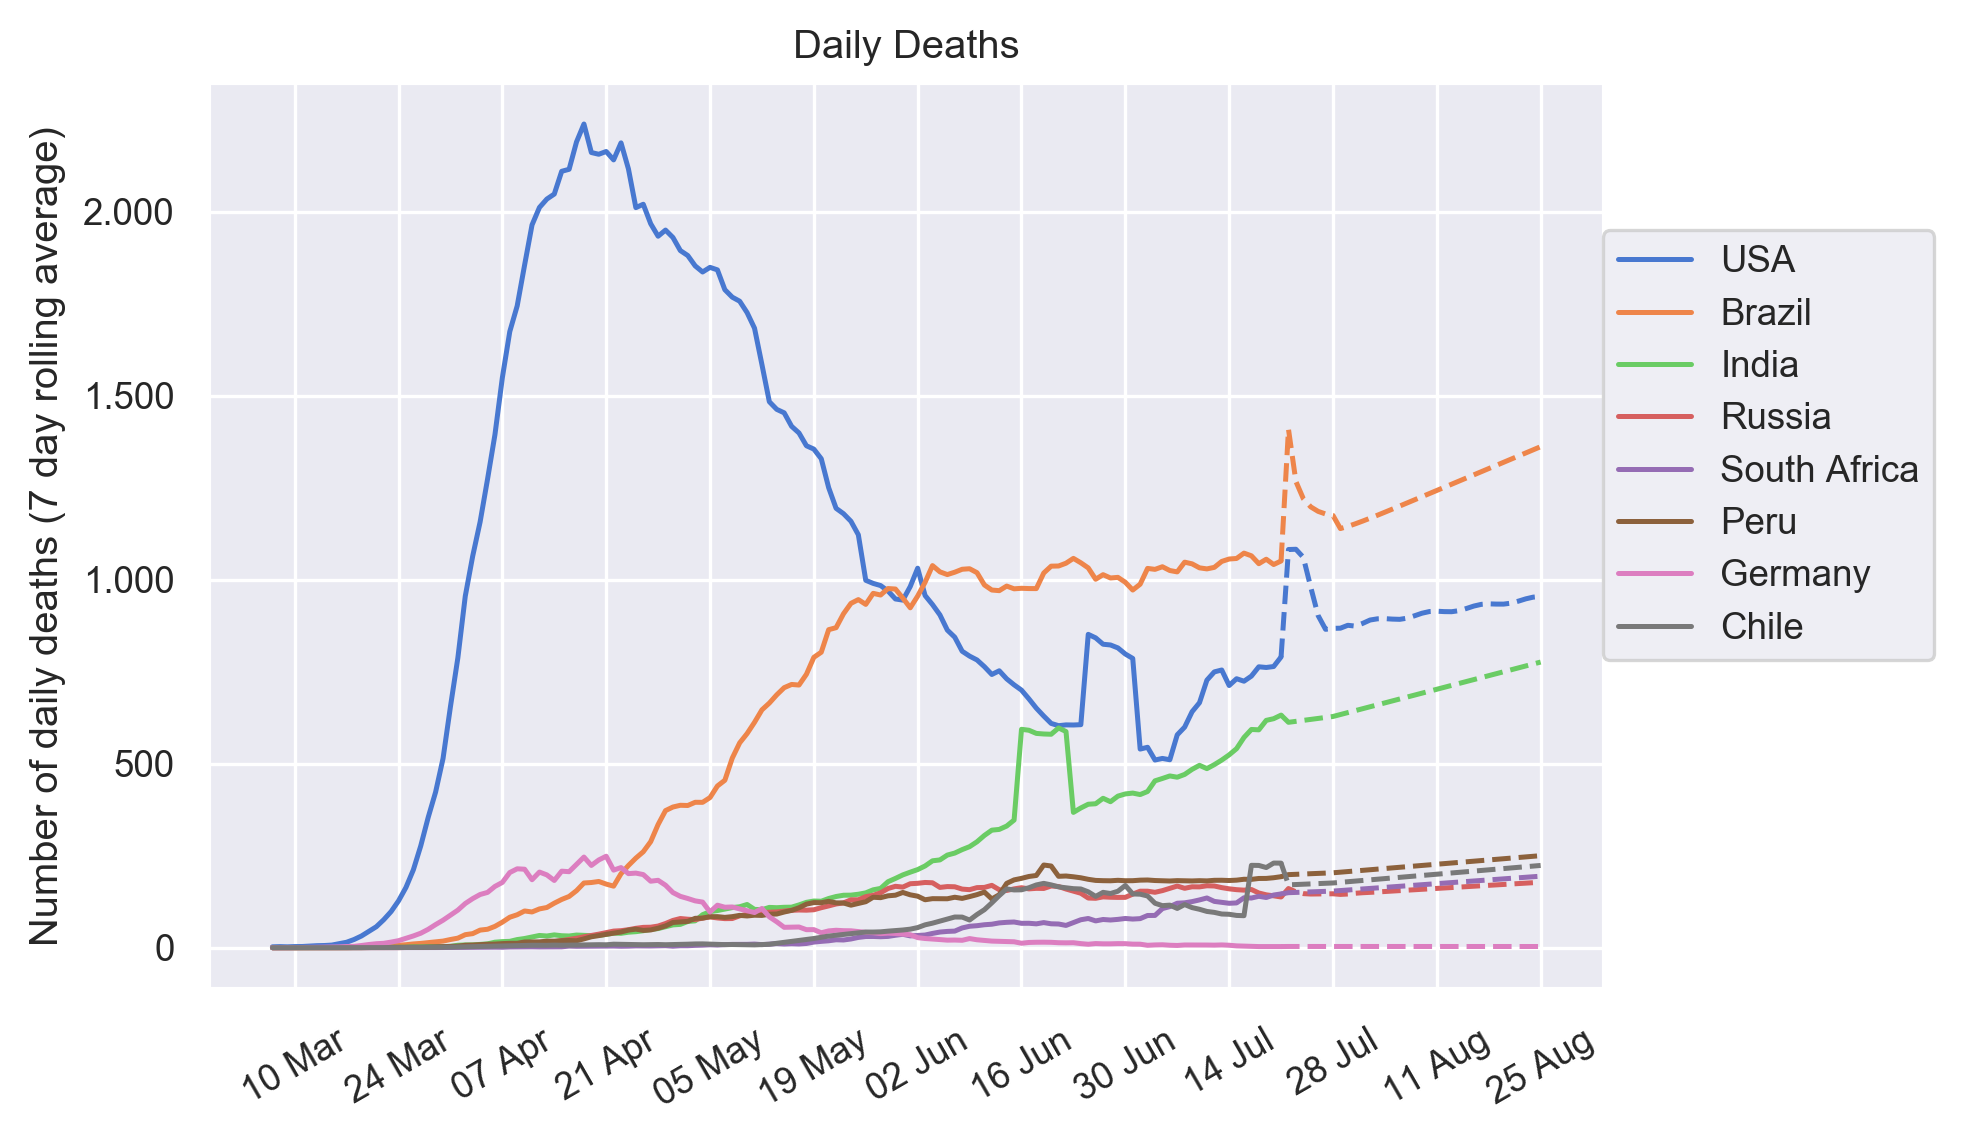 Daily Deaths
Number of daily deaths (7 day rolling average)
2.000
1.500
1.000
500
0
10 Mar
24 Mar
07 Apr
21 Apr
05 May
19 May
02 Jun
16 Jun
30 Jun
14 Jul
28 Jul
11 Aug
25 Aug
USA
Brazil
India
Russia
South Africa
Peru
Germany
Chile